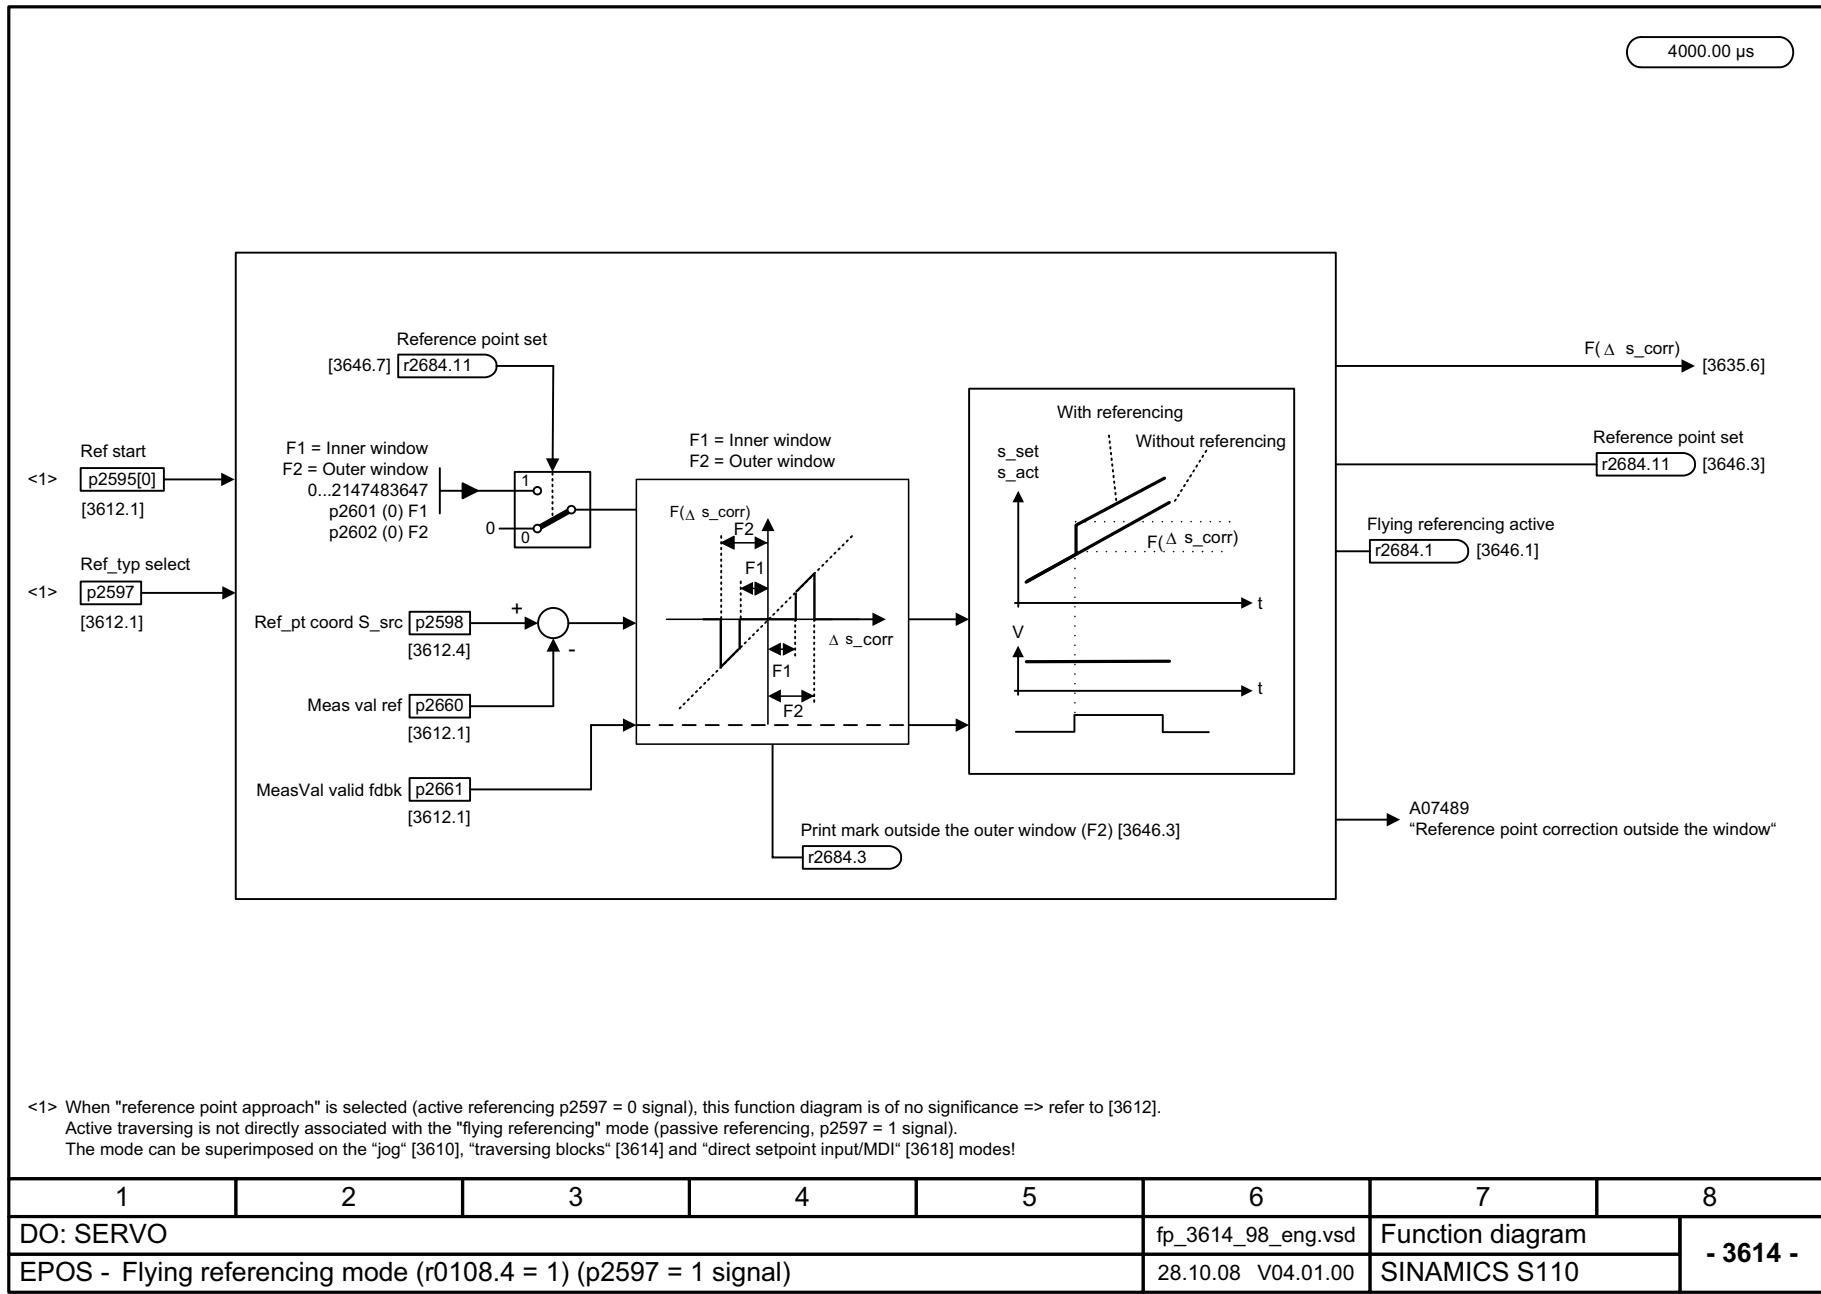 4000.00 µs
Reference point set
[3646.7] r2684.11
F1 = Inner window
F2 = Outer window
0...2147483647
p2601 (0) F1
p2602 (0) F2
1
0
0
Ref start
<1> p2595[0]
[3612.1]
Ref_typ select
<1> p2597
[3612.1]
Ref_pt coord S_src p2598
[3612.4]
+
-
Meas val ref p2660
[3612.1]
MeasVal valid fdbk p2661
[3612.1]
F1 = Inner window
F2 = Outer window
F(Δ s_corr)
F2
F1
Δ s_corr
F1
F2
Print mark outside the outer window (F2) [3646.3]
r2684.3
With referencing
Without referencing
s_set
s_act
F(Δ s_corr)
t
V
t
F(Δ s_corr)
[3635.6]
Reference point set
r2684.11 [3646.3]
Flying referencing active
r2684.1 [3646.1]
A07489
“Reference point correction outside the window“
<1> When "reference point approach" is selected (active referencing p2597 = 0 signal), this function diagram is of no significance => refer to [3612].
Active traversing is not directly associated with the "flying referencing" mode (passive referencing, p2597 = 1 signal).
The mode can be superimposed on the “jog“ [3610], “traversing blocks“ [3614] and “direct setpoint input/MDI“ [3618] modes!
1 2 3 4 5 6 7 8
DO: SERVO fp_3614_98_eng.vsd Function diagram
- 3614 -
EPOS - Flying referencing mode (r0108.4 = 1) (p2597 = 1 signal) 28.10.08 V04.01.00 SINAMICS S110